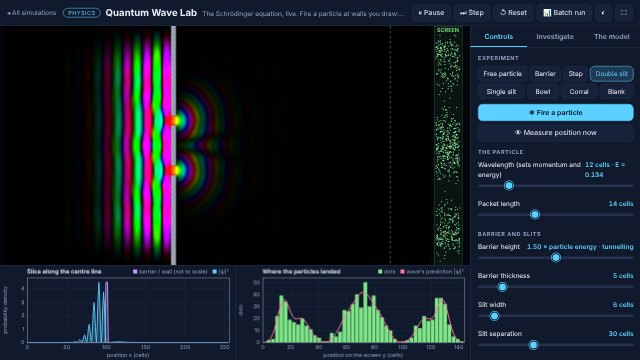 ◂ All simulations PHYSICS Quantum Wave Lab The Schrödinger equation, live. Fire a particle at walls you draw:... Pause Step Reset Batch run
Controls Investigate The model
EXPERIMENT
Free particle Barrier Step Double slit
Single slit Bowl Corral Blank
Fire a particle
Measure position now
THE PARTICLE
Wavelength (sets momentum and energy) 12 cells · E = 0.134
Packet length 14 cells
BARRIER AND SLITS
Barrier height 1.50 × particle energy · tunnelling
Barrier thickness 5 cells
Slit width 6 cells
Slit separation 30 cells
SCREEN
Slice along the centre line barrier / wall (not to scale) |ψ|²
probability density
4
3
2
1
0
0 50 100 150 200 250
position x (cells)
Where the particles landed dots wave's prediction |ψ|²
dots
50
40
30
20
10
0
0 20 40 60 80 100 120 140
position on the screen y (cells)